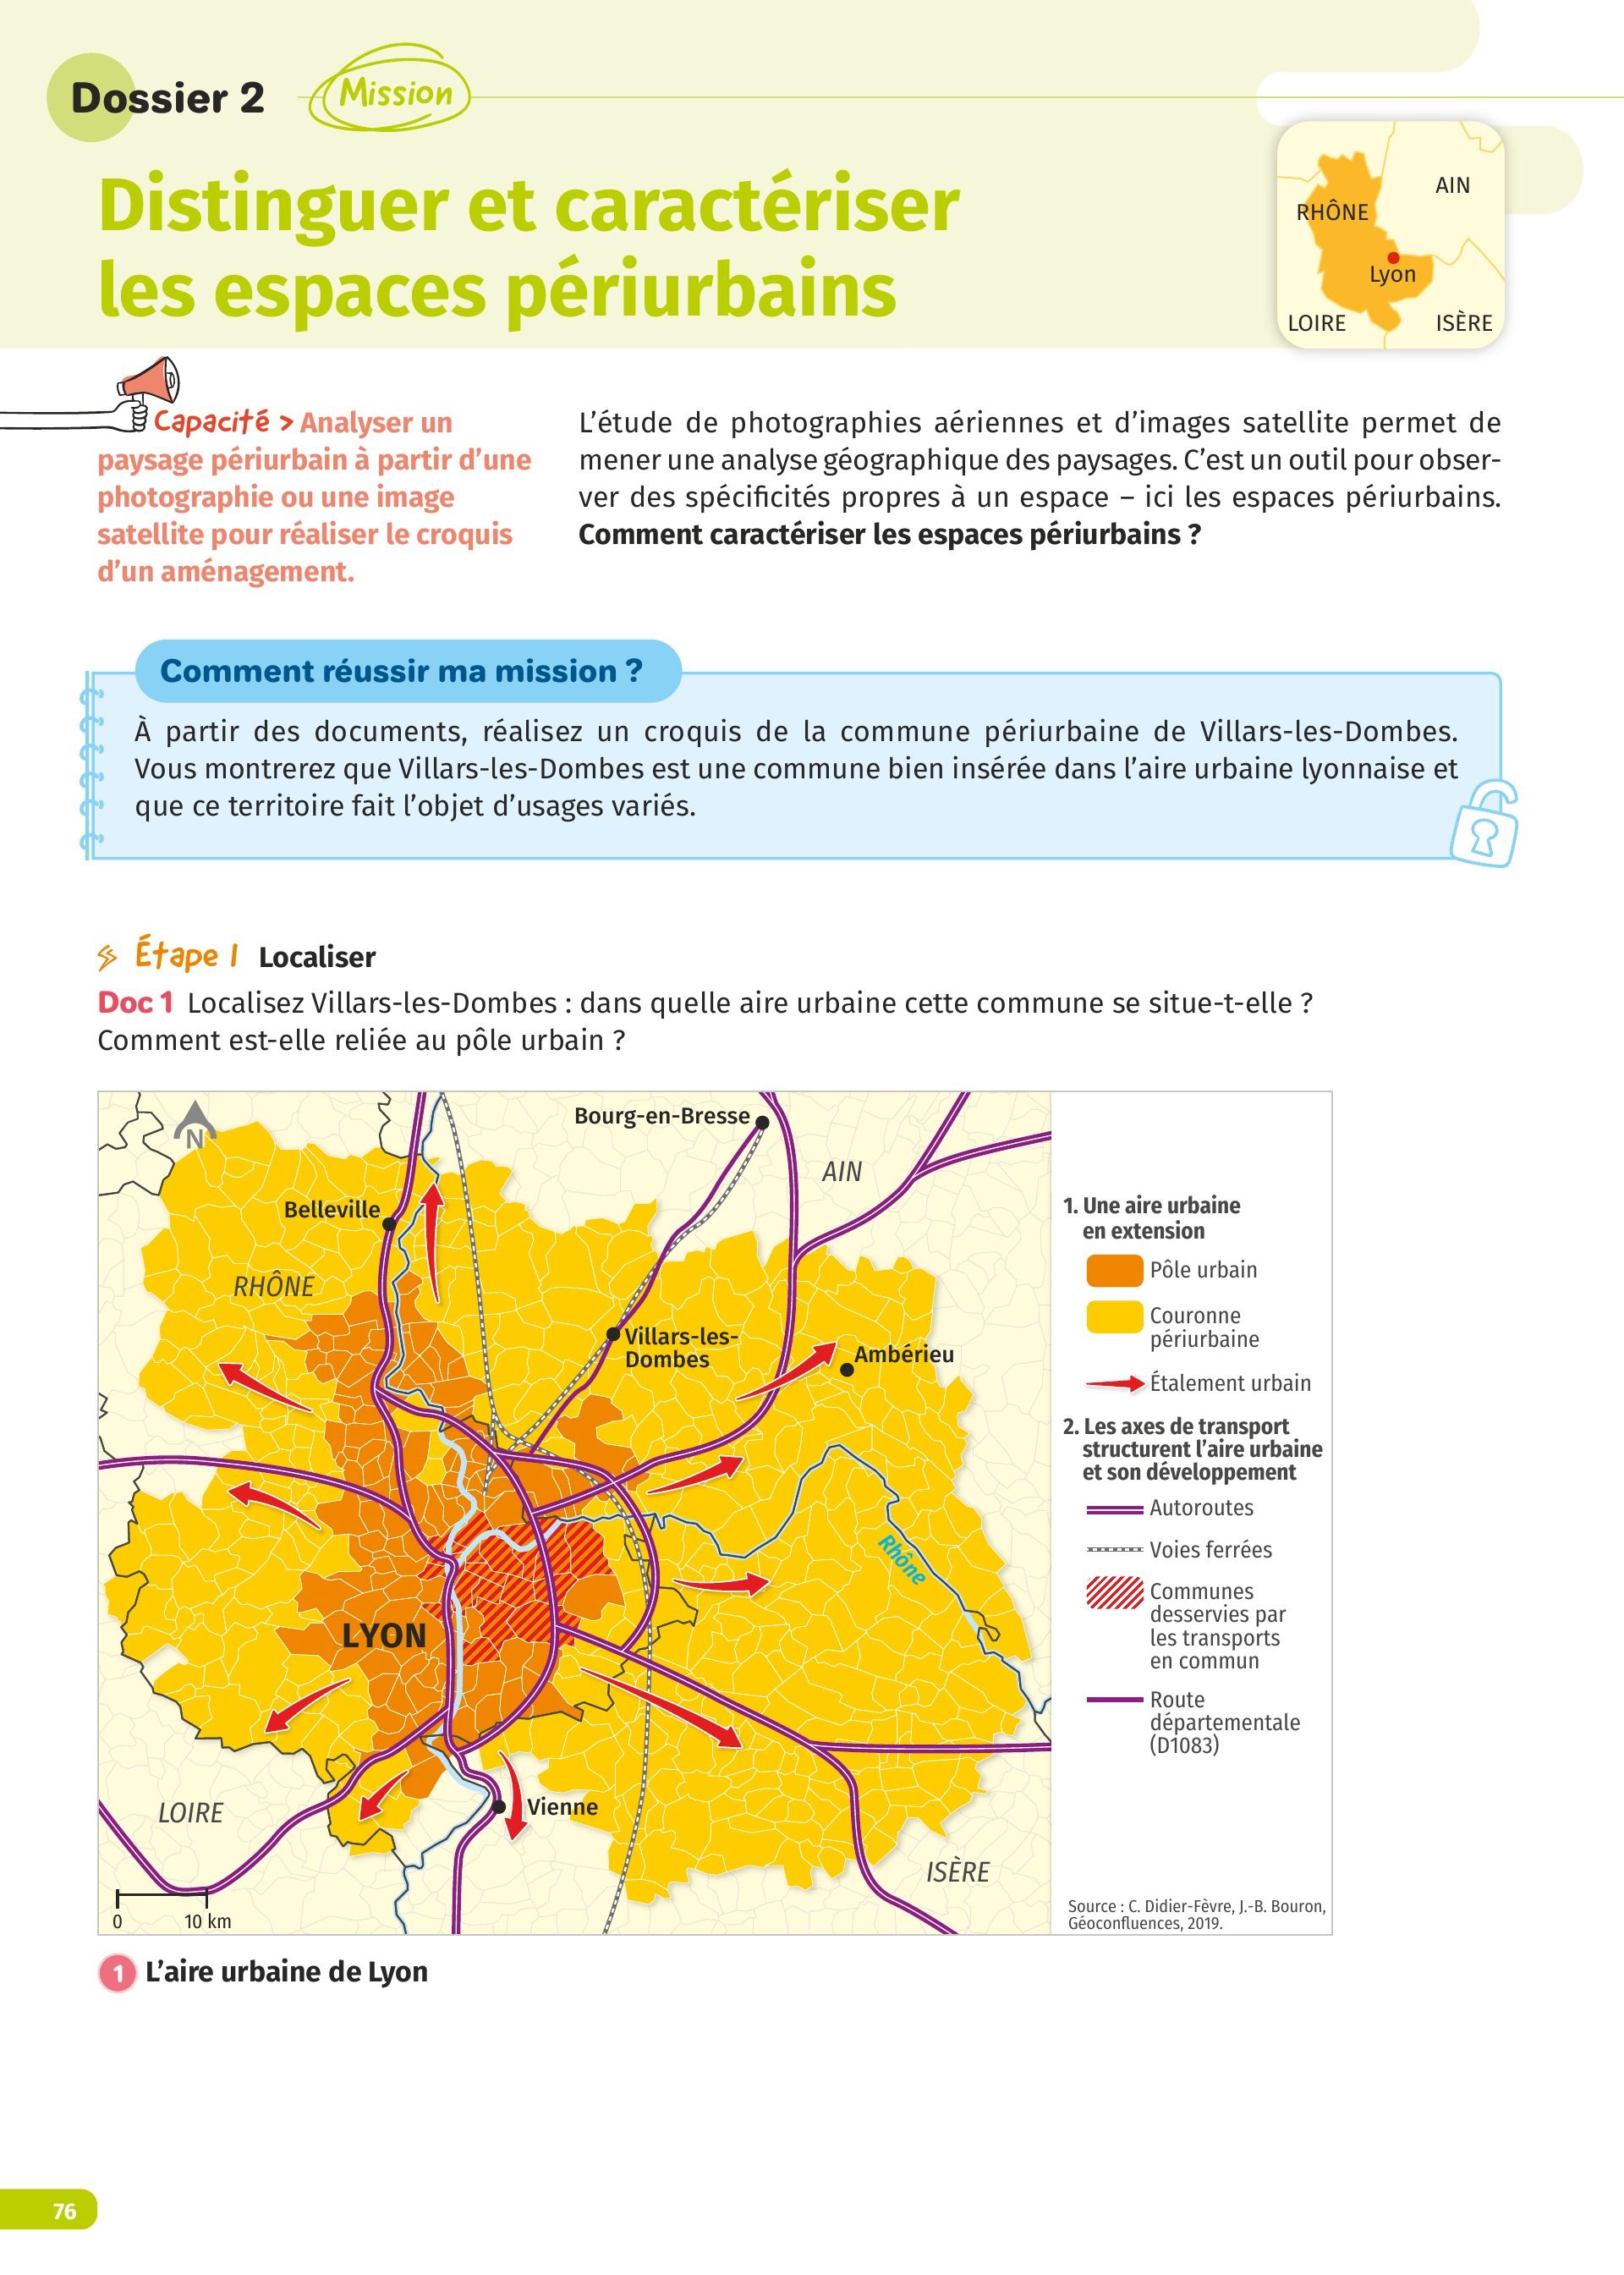 Dossier 2
Mission
Distinguer et caractériser
les espaces périurbains
AIN
RHÔNE
Lyon
LOIRE
ISÈRE
Capacité > Analyser un
paysage périurbain à partir d’une
photographie ou une image
satellite pour réaliser le croquis
d’un aménagement.
L’étude de photographies aériennes et d’images satellite permet de
mener une analyse géographique des paysages. C’est un outil pour obser-
ver des spécificités propres à un espace – ici les espaces périurbains.
Comment caractériser les espaces périurbains ?
Comment réussir ma mission ?
À partir des documents, réalisez un croquis de la commune périurbaine de Villars-les-Dombes.
Vous montrerez que Villars-les-Dombes est une commune bien insérée dans l’aire urbaine lyonnaise et
que ce territoire fait l’objet d’usages variés.
Étape 1 Localiser
Doc 1 Localisez Villars-les-Dombes : dans quelle aire urbaine cette commune se situe-t-elle ?
Comment est-elle reliée au pôle urbain ?
N
Bourg-en-Bresse
AIN
Belleville
RHÔNE
Villars-les-
Dombes
Ambérieu
Rhône
LYON
Vienne
LOIRE
ISÈRE
0 10 km
1. Une aire urbaine
en extension
Pôle urbain
Couronne
périurbaine
Étalement urbain
2. Les axes de transport
structurent l’aire urbaine
et son développement
Autoroutes
Voies ferrées
Communes
desservies par
les transports
en commun
Route
départementale
(D1083)
Source : C. Didier-Fèvre, J.-B. Bouron,
Géoconfluences, 2019.
1 L’aire urbaine de Lyon
76